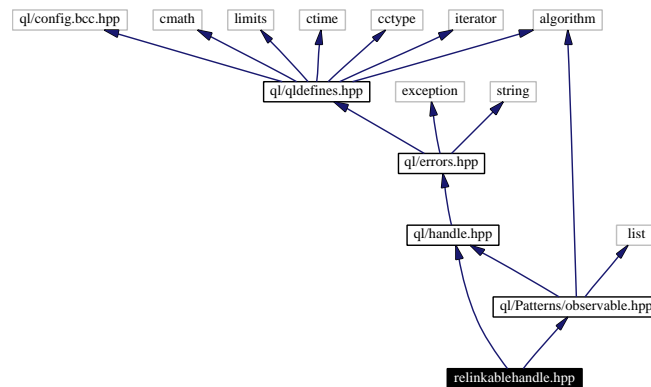 ql/config.bcc.hpp
cmath
limits
ctime
cctype
iterator
algorithm
ql/qldefines.hpp
exception
string
ql/errors.hpp
ql/handle.hpp
list
ql/Patterns/observable.hpp
relinkablehandle.hpp